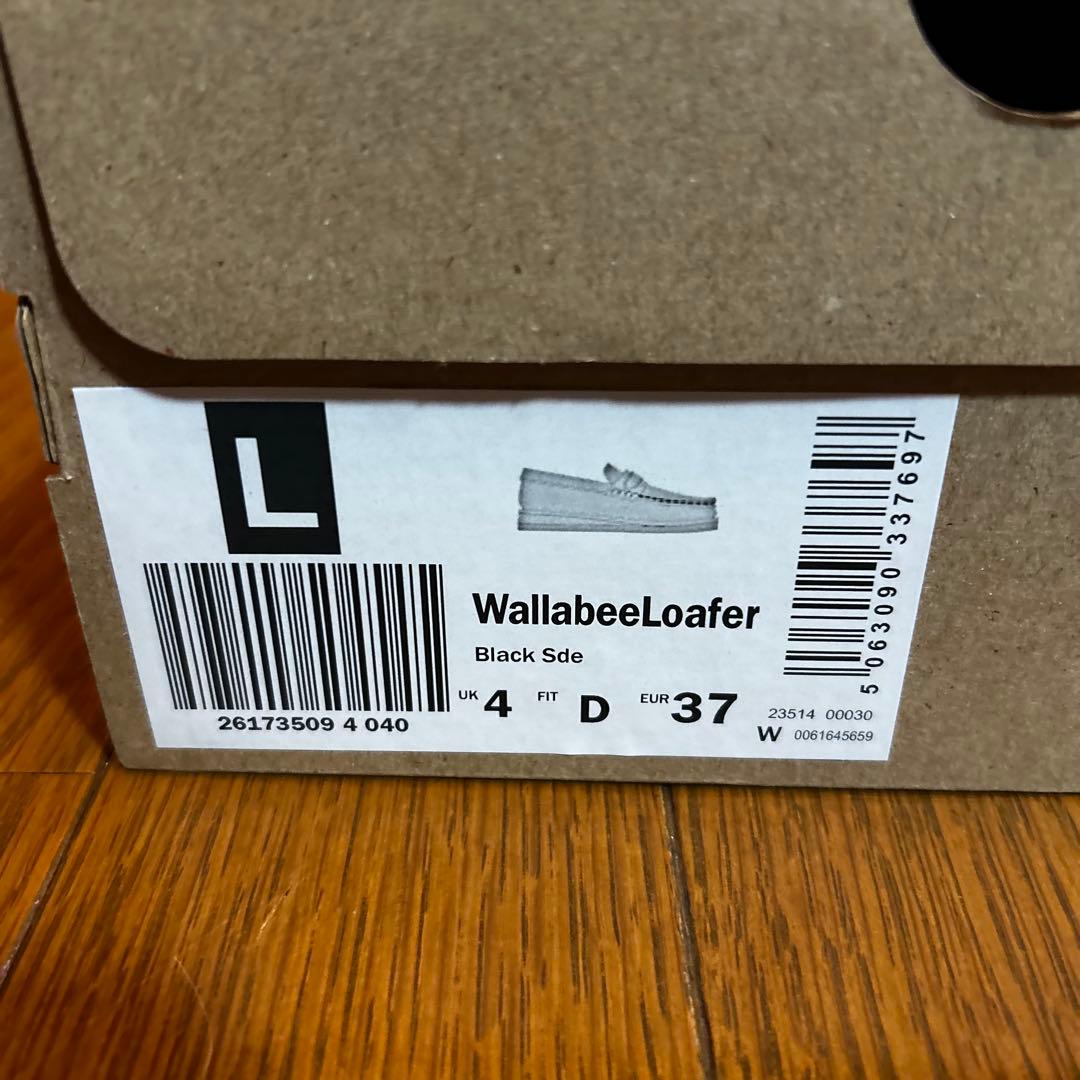 L
WallabeeLoafer
Black Sde
UK 4 FIT D EUR 37
26173509 4 040
5 063090 337697
23514 00030
W 0061645659